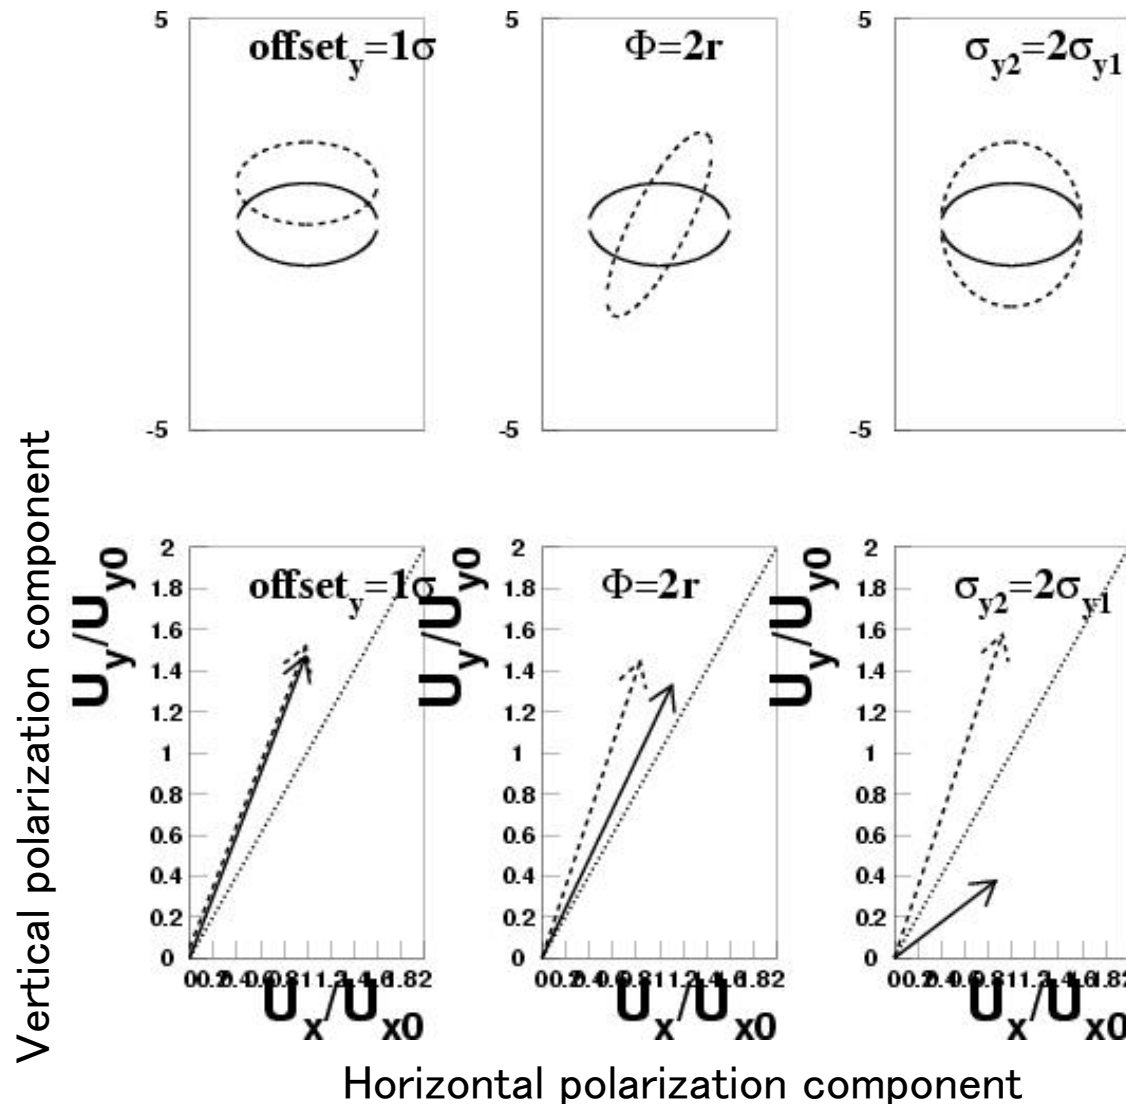 5
offset_y=1σ
-5
Φ=2r
5
σ_y2=2σ_y1
-5
Vertical polarization component
U_y/U_y0
2
1.8
1.6
1.4
1.2
1
0.8
0.6
0.4
0.2
0
offset_y=1σ
U_x/U_x0
U_y/U_y0
2
1.8
1.6
1.4
1.2
1
0.8
0.6
0.4
0.2
0
Φ=2r
U_x/U_x0
U_y/U_y0
2
1.8
1.6
1.4
1.2
1
0.8
0.6
0.4
0.2
0
σ_y2=2σ_y1
U_x/U_x0
Horizontal polarization component